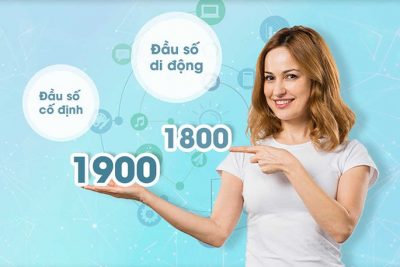 Đầu số
di động
Đầu số
cố định
1800
1900